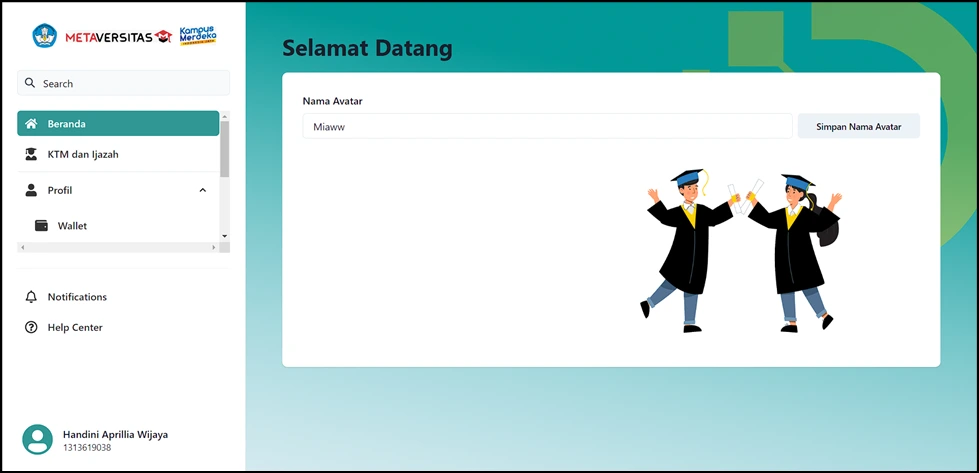 METAVERSITAS
Kampus
Merdeka
Search
Beranda
KTM dan Ijazah
Profil
Wallet
Notifications
Help Center
Handini Aprillia Wijaya
1313619038
Selamat Datang
Nama Avatar
Miaww
Simpan Nama Avatar